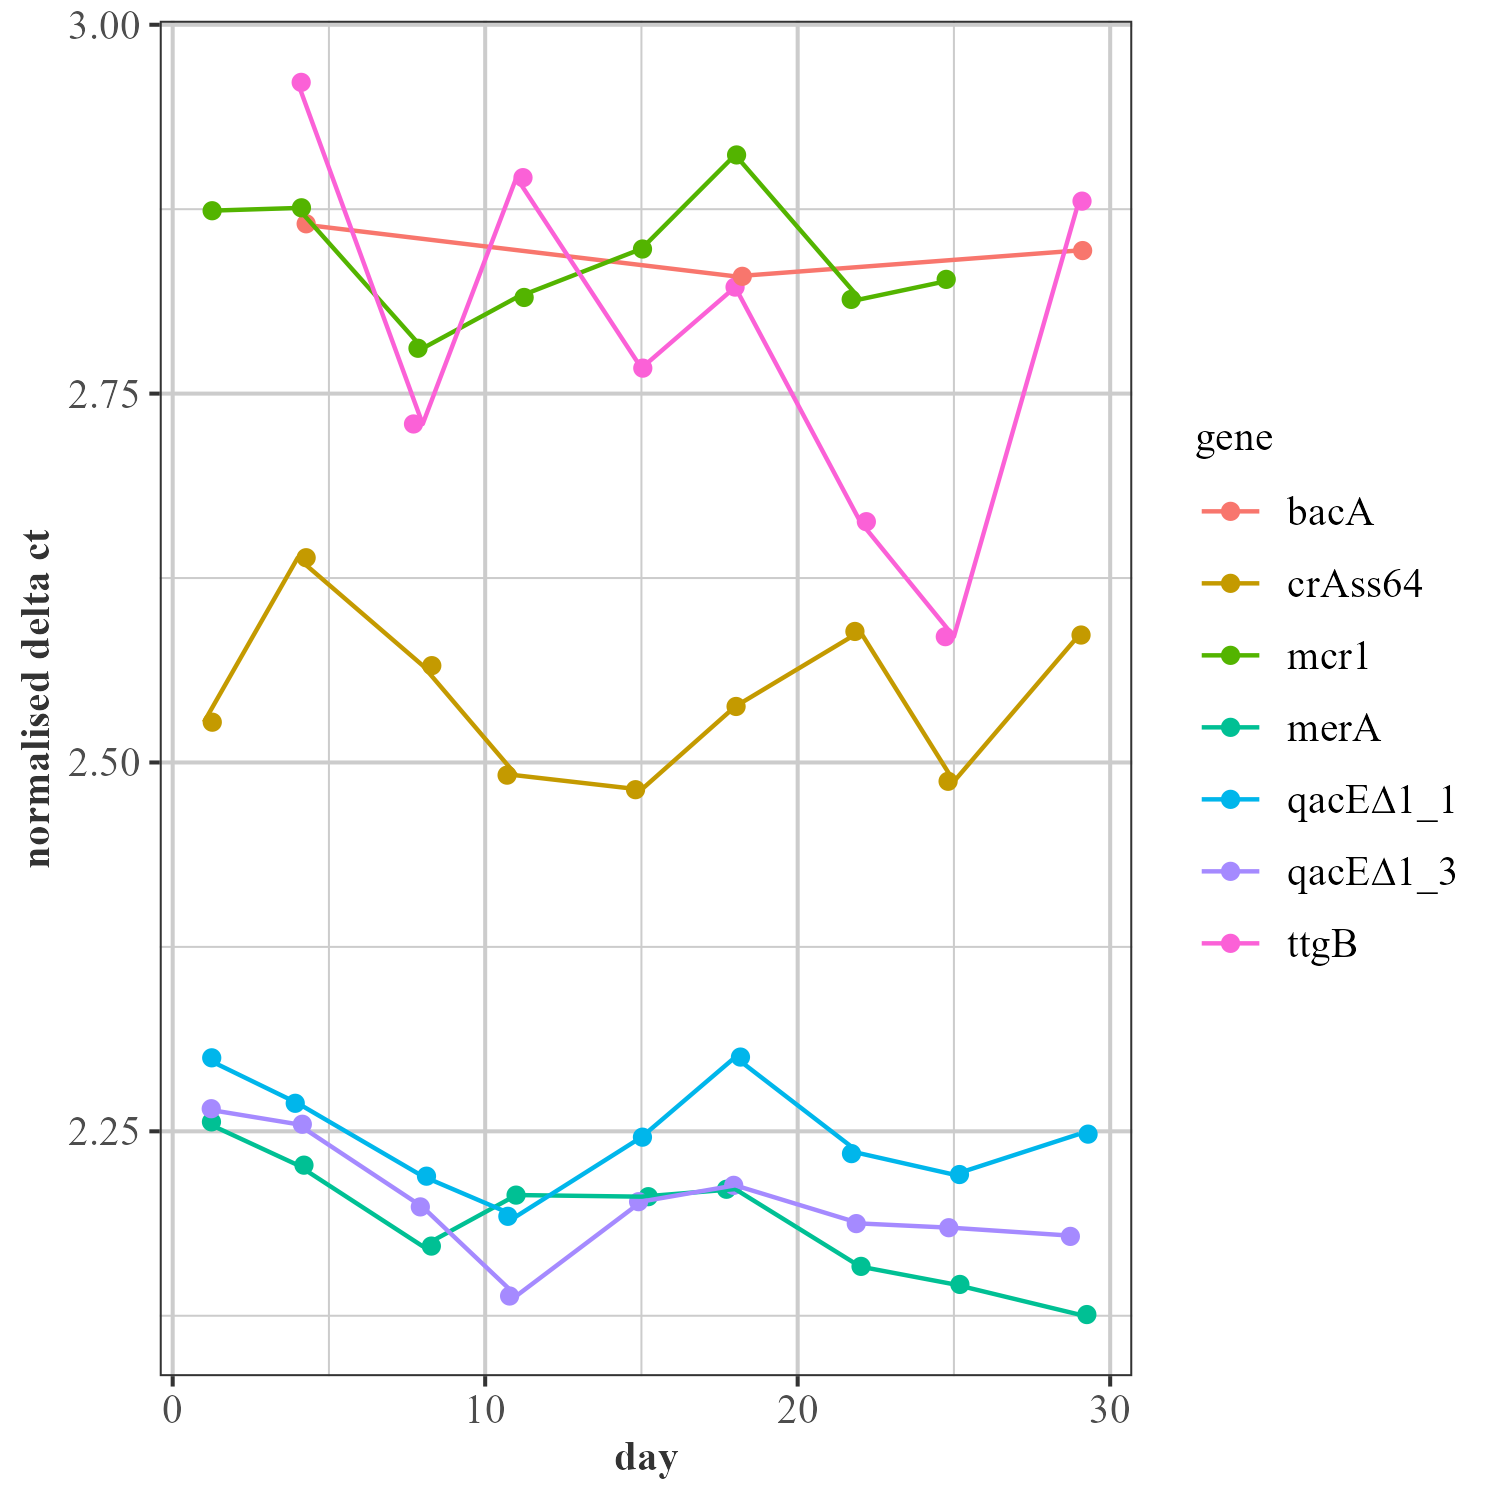 3.00
2.75
2.50
2.25
normalised delta ct
0
10
20
30
day
gene
bacA
crAss64
mcr1
merA
qacEΔ1_1
qacEΔ1_3
ttgB